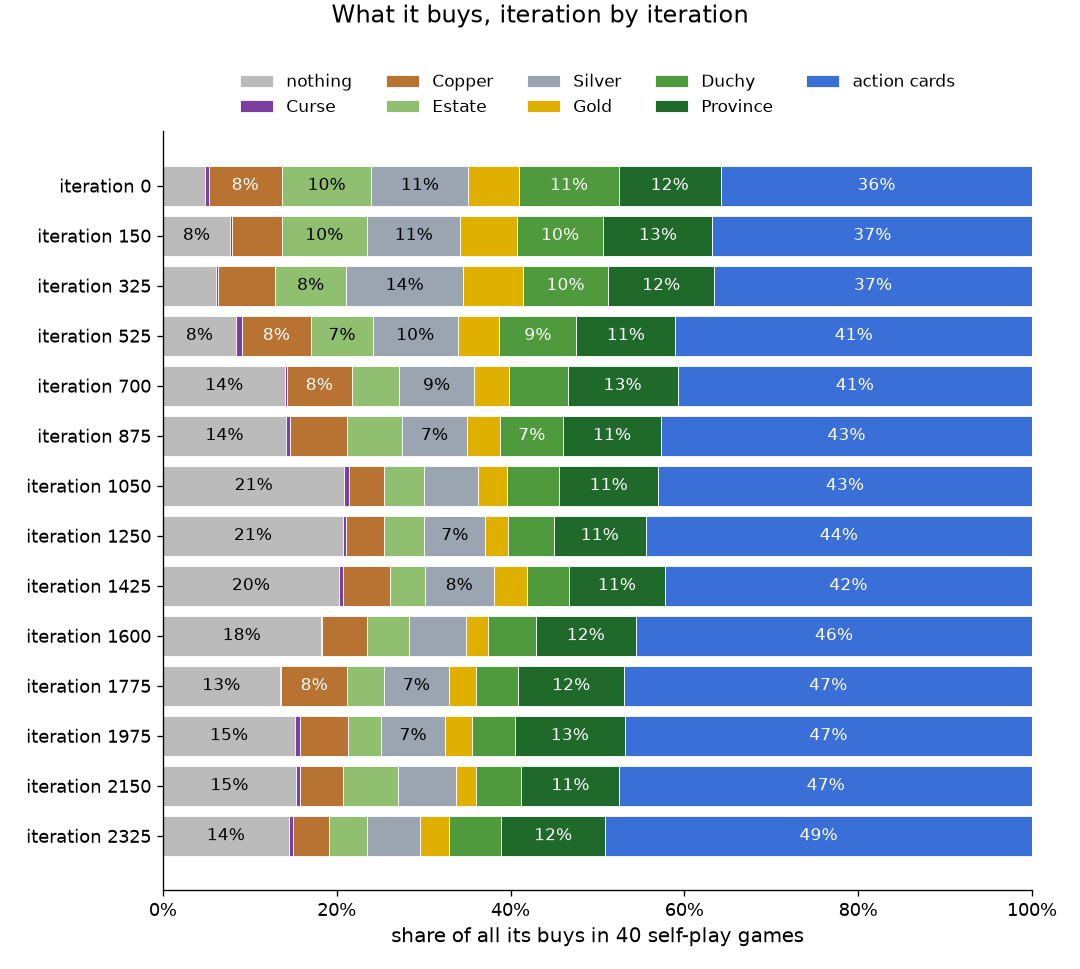 What it buys, iteration by iteration
nothing Copper Silver Duchy action cards
Curse Estate Gold Province
iteration 0 8% 10% 11% 11% 12% 36%
iteration 150 8% 10% 11% 10% 13% 37%
iteration 325 8% 14% 10% 12% 37%
iteration 525 8% 8% 7% 10% 9% 11% 41%
iteration 700 14% 8% 9% 13% 41%
iteration 875 14% 7% 7% 11% 43%
iteration 1050 21% 11% 43%
iteration 1250 21% 7% 11% 44%
iteration 1425 20% 8% 11% 42%
iteration 1600 18% 12% 46%
iteration 1775 13% 8% 7% 12% 47%
iteration 1975 15% 7% 13% 47%
iteration 2150 15% 11% 47%
iteration 2325 14% 12% 49%
0% 20% 40% 60% 80% 100%
share of all its buys in 40 self-play games